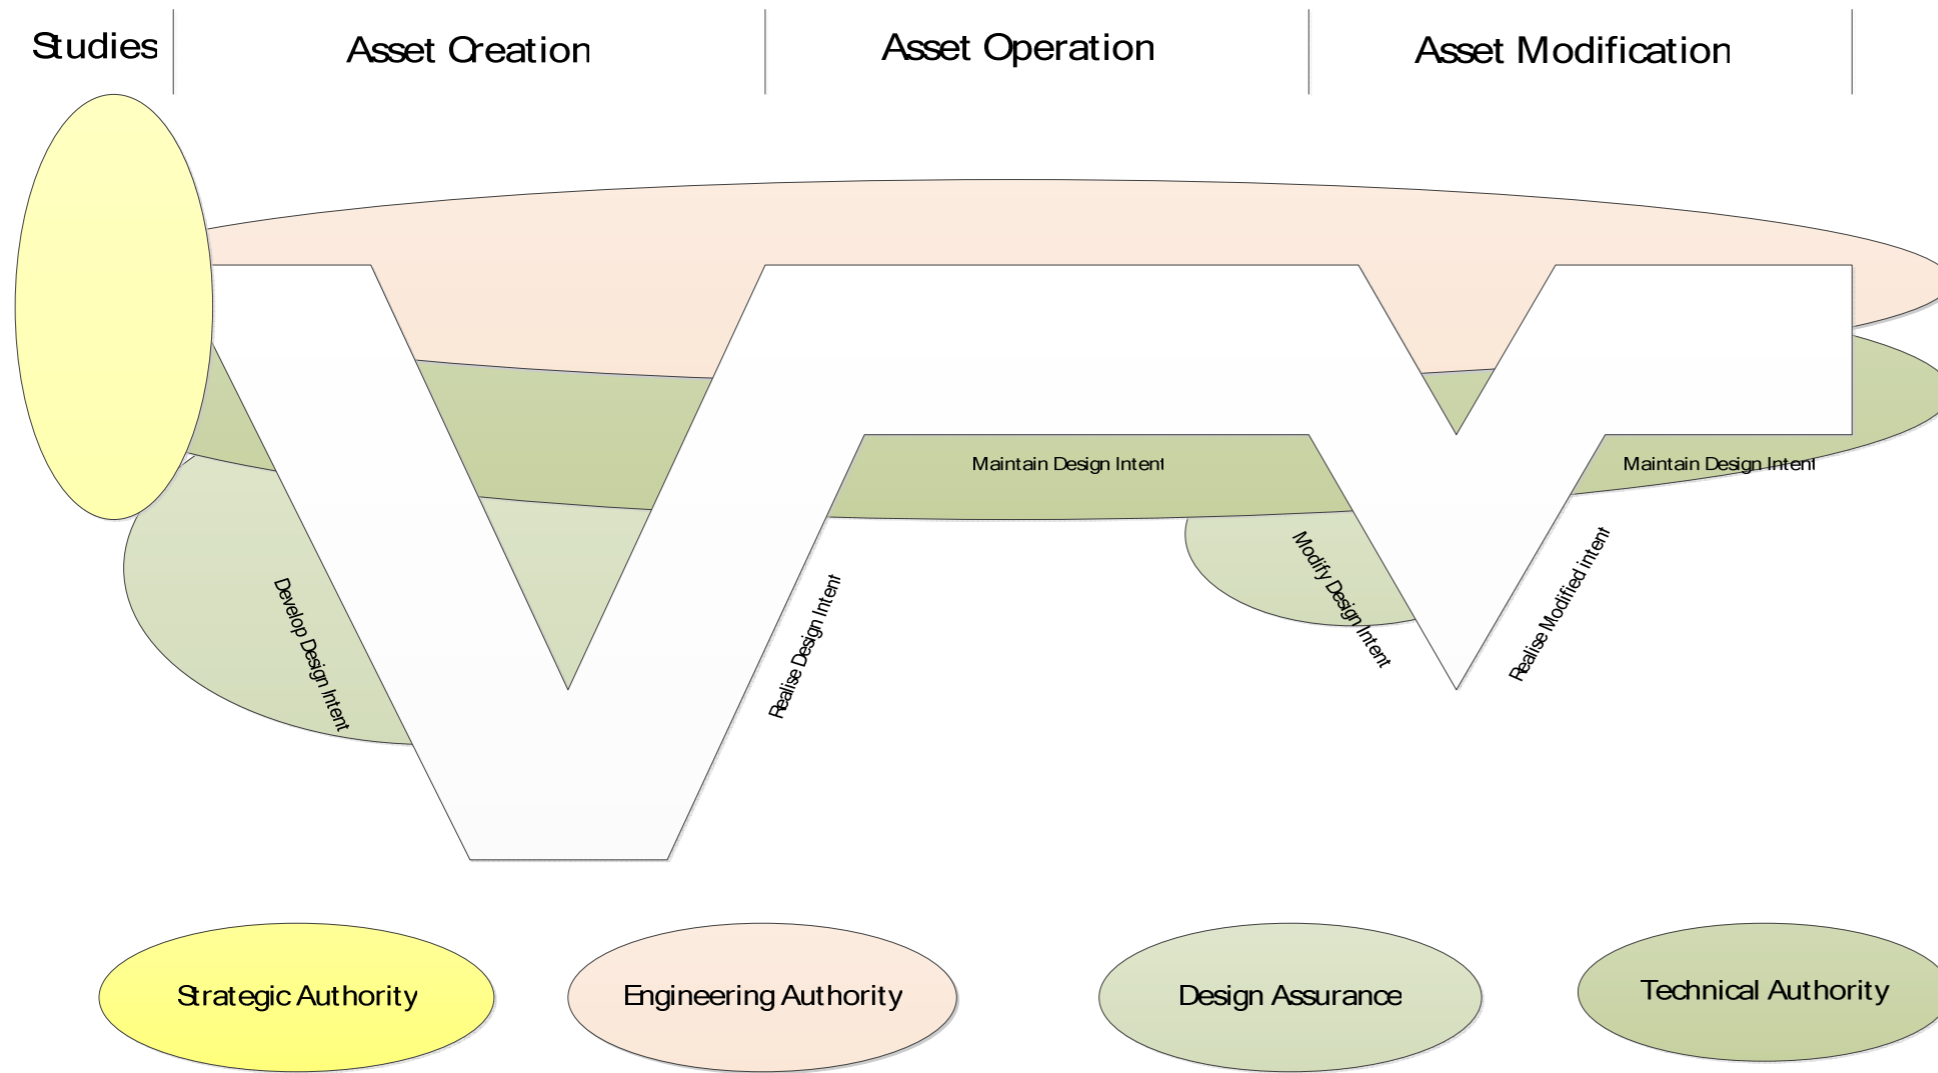 Studies
Asset Creation
Asset Operation
Asset Modification
Maintain Design Intent
Maintain Design Intent
Develop Design Intent
Realise Design Intent
Modify Design Intent
Realise Modified intent
Strategic Authority
Engineering Authority
Design Assurance
Technical Authority